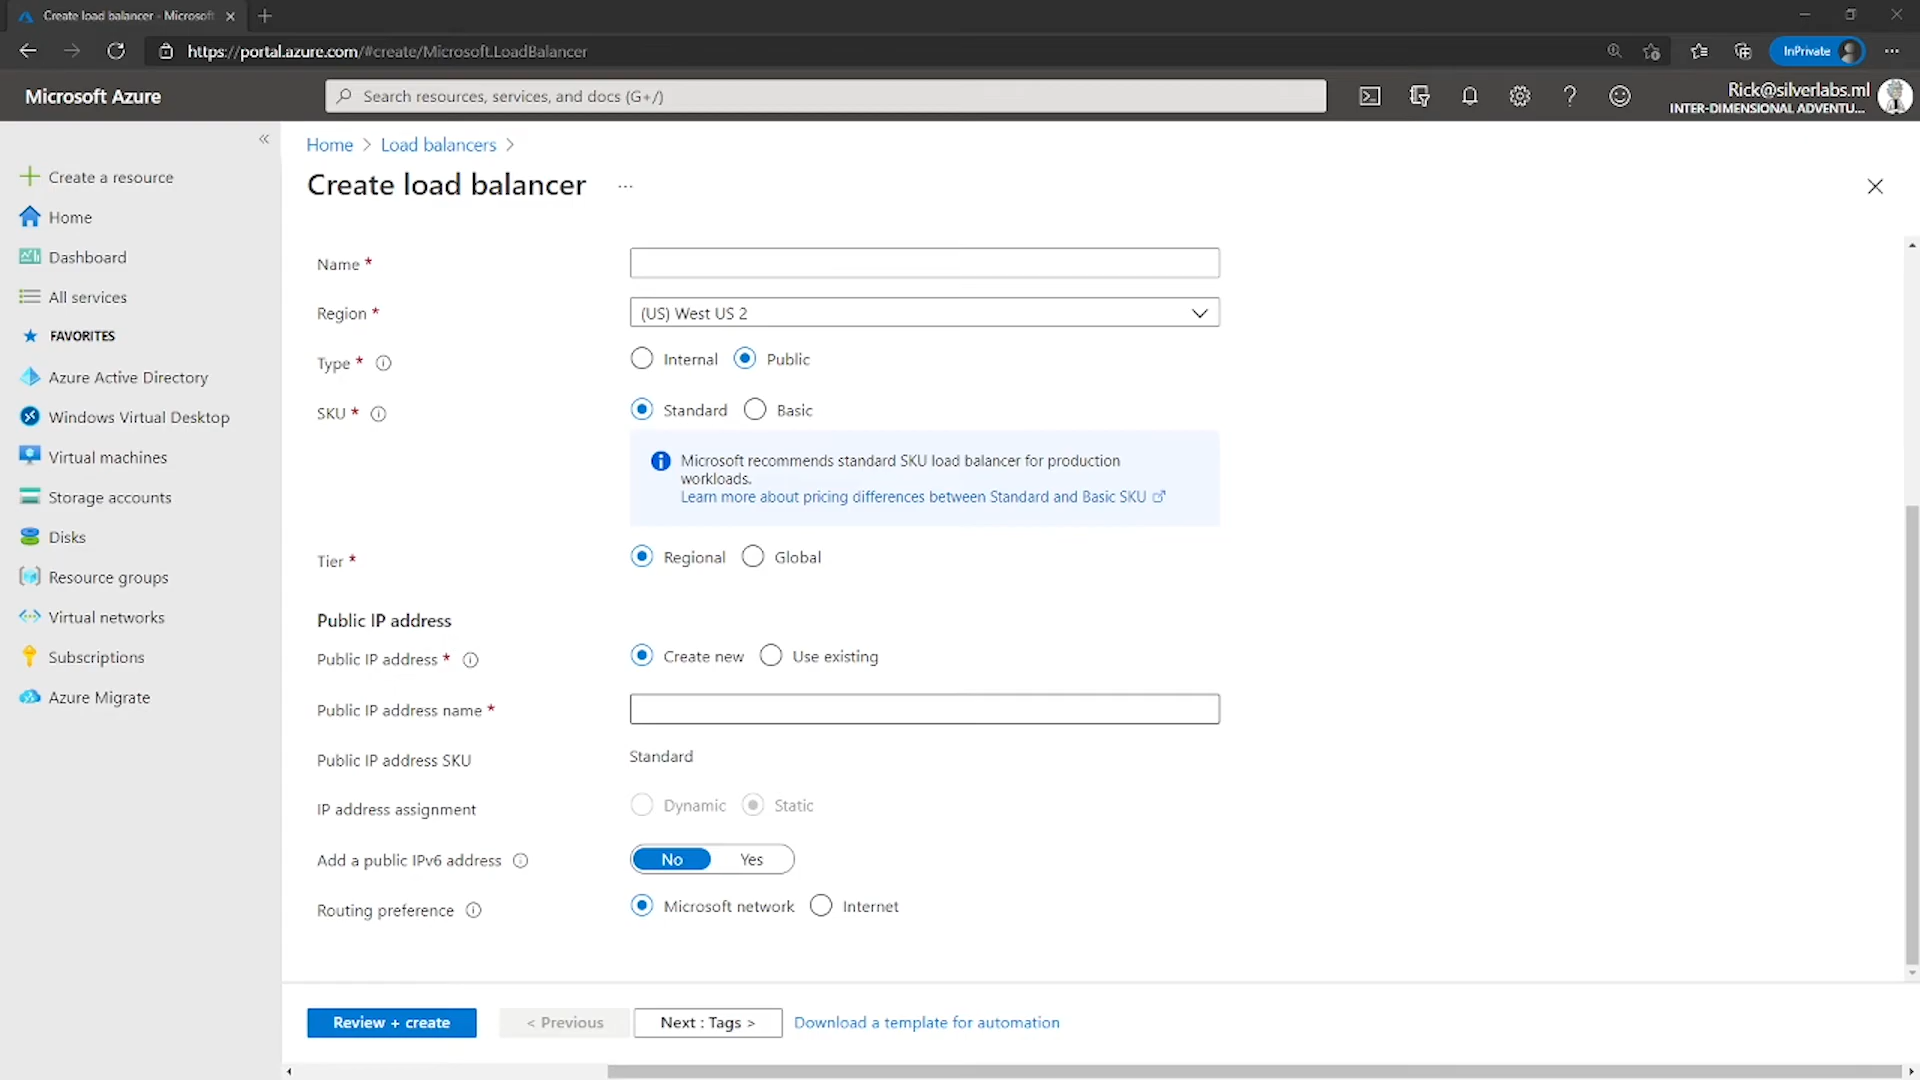 Create load balancer - Microsoft
https://portal.azure.com/#create/Microsoft.LoadBalancer
InPrivate
Microsoft Azure
Search resources, services, and docs (G+/)
Rick@silverlabs.ml
INTER-DIMENSIONAL ADVENTU...
Create a resource
Home
Dashboard
All services
FAVORITES
Azure Active Directory
Windows Virtual Desktop
Virtual machines
Storage accounts
Disks
Resource groups
Virtual networks
Subscriptions
Azure Migrate
Home > Load balancers >
Create load balancer ...
Name *
Region *
(US) West US 2
Type *
Internal Public
SKU *
Standard Basic
Microsoft recommends standard SKU load balancer for production
workloads.
Learn more about pricing differences between Standard and Basic SKU
Tier *
Regional Global
Public IP address
Public IP address *
Create new Use existing
Public IP address name *
Public IP address SKU
Standard
IP address assignment
Dynamic Static
Add a public IPv6 address
No Yes
Routing preference
Microsoft network Internet
Review + create
< Previous
Next : Tags >
Download a template for automation